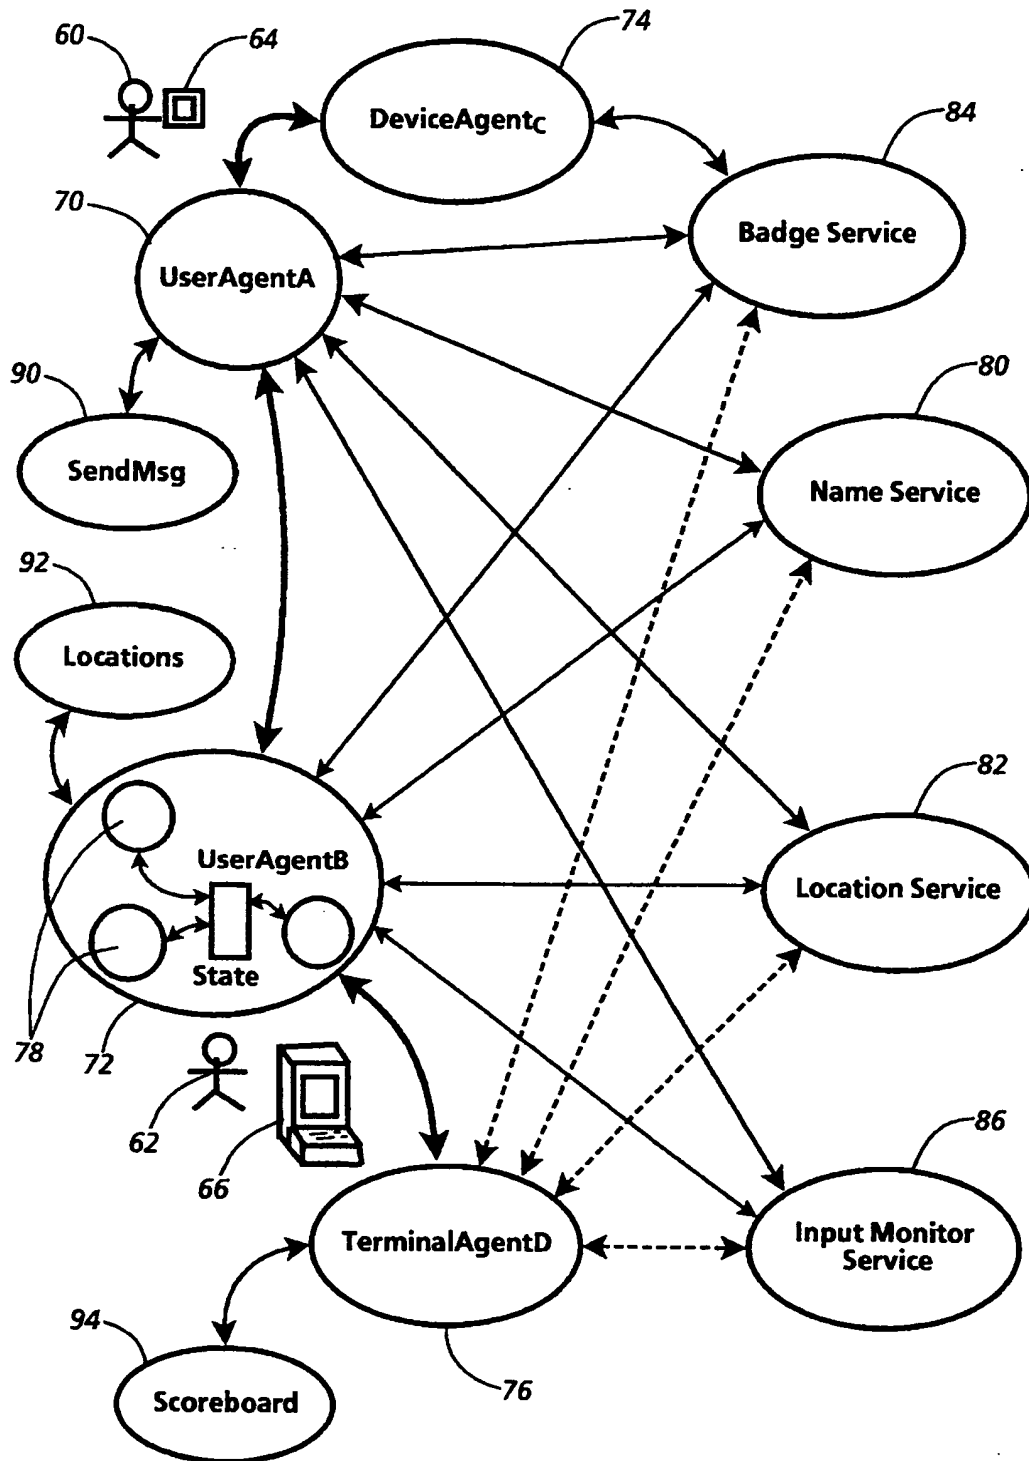 60
64
74
DeviceAgentC
84
70
Badge Service
UserAgentA
90
80
SendMsg
Name Service
92
Locations
82
UserAgentB
Location Service
State
78
72
62
66
86
TerminalAgentD
Input Monitor
Service
94
76
Scoreboard